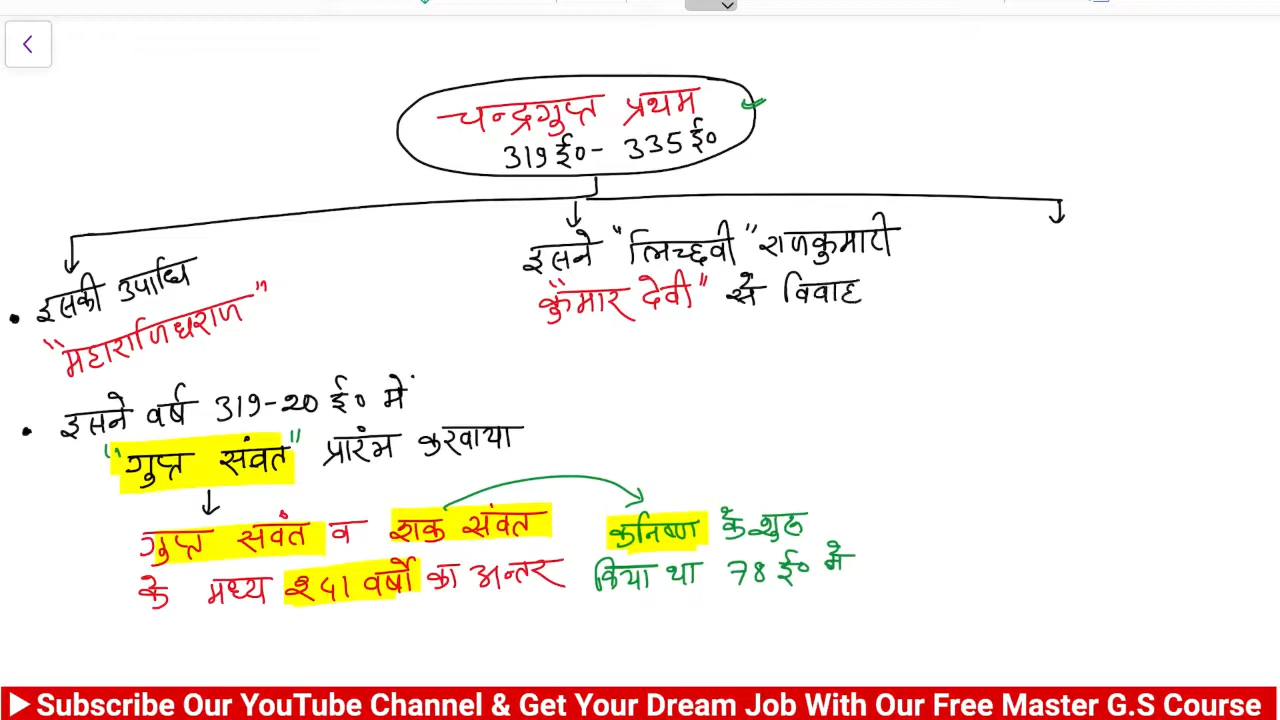 चन्द्रगुप्त प्रथम
319 ई० - 335 ई०
इसने "लिच्छवी" राजकुमारी
"कुमार देवी" से विवाह
• इसकी उपाधि
"महाराजाधिराज"
• इसने वर्ष 319-20 ई० में
"गुप्त संवत" प्रारंभ करवाया
गुप्त सवंत व शक संवत कनिष्ण के शुरु
के मध्य 241 वर्षो का अन्तर किया था 78 ई० मे
▶ Subscribe Our YouTube Channel & Get Your Dream Job With Our Free Master G.S Course